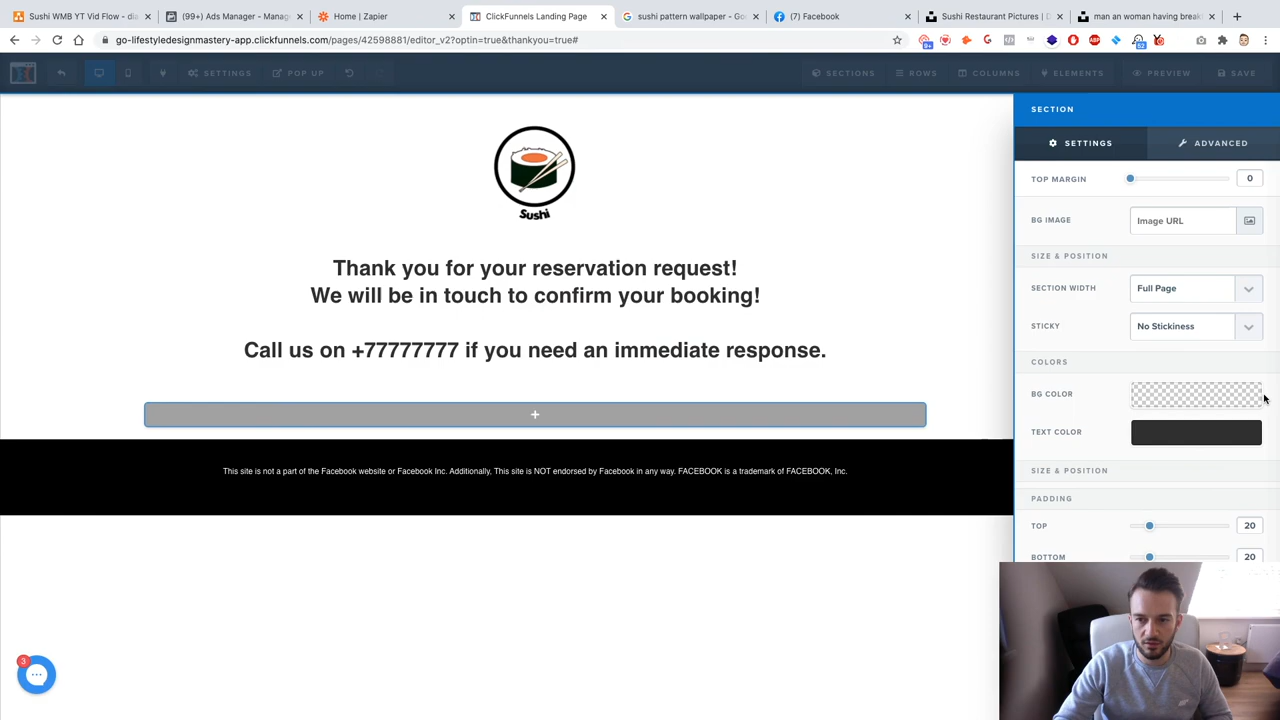 Sushi WMB YT Vid Flow - dia
(99+) Ads Manager - Manage
Home | Zapier
ClickFunnels Landing Page
sushi pattern wallpaper - Goo
(7) Facebook
Sushi Restaurant Pictures | D
man an woman having break
go-lifestyledesignmastery-app.clickfunnels.com/pages/42598881/editor_v2?optin=true&thankyou=true#
9+
ABP
52
SETTINGS
POP UP
SECTIONS
ROWS
COLUMNS
ELEMENTS
PREVIEW
SAVE
SECTION
SETTINGS
ADVANCED
TOP MARGIN
0
BG IMAGE
Image URL
SIZE & POSITION
SECTION WIDTH
Full Page
STICKY
No Stickiness
COLORS
BG COLOR
TEXT COLOR
SIZE & POSITION
PADDING
TOP
20
BOTTOM
20
Sushi
Thank you for your reservation request!
We will be in touch to confirm your booking!
Call us on +77777777 if you need an immediate response.
+
This site is not a part of the Facebook website or Facebook Inc. Additionally, This site is NOT endorsed by Facebook in any way. FACEBOOK is a trademark of FACEBOOK, Inc.
3